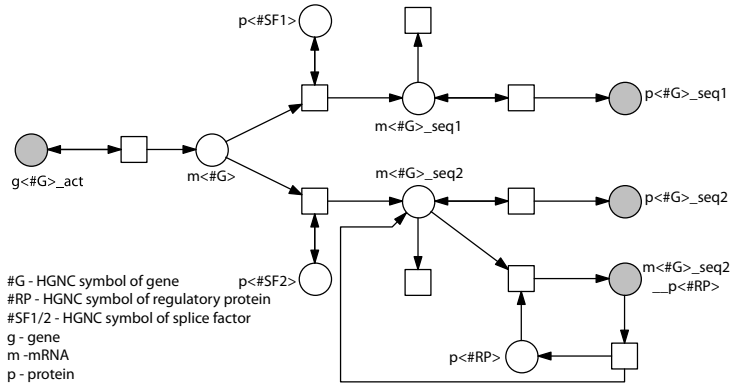 p<#SF1>
p<#G>_seq1
m<#G>_seq1
g<#G>_act
m<#G>
m<#G>_seq2
p<#G>_seq2
p<#SF2>
m<#G>_seq2
__p<#RP>
p<#RP>
#G - HGNC symbol of gene
#RP - HGNC symbol of regulatory protein
#SF1/2 - HGNC symbol of splice factor
g - gene
m -mRNA
p - protein